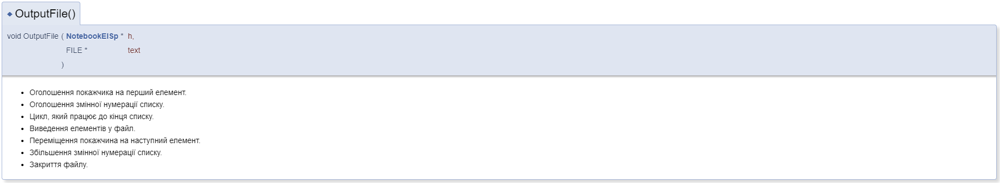 OutputFile()
void OutputFile ( NotebookElSp * h,
FILE * text
)
Оголошення покажчика на перший елемент.
Оголошення змінної нумерації списку.
Цикл, який працює до кінця списку.
Виведення елементів у файл.
Переміщення покажчина на наступний елемент.
Збільшення змінної нумерації списку.
Закриття файлу.